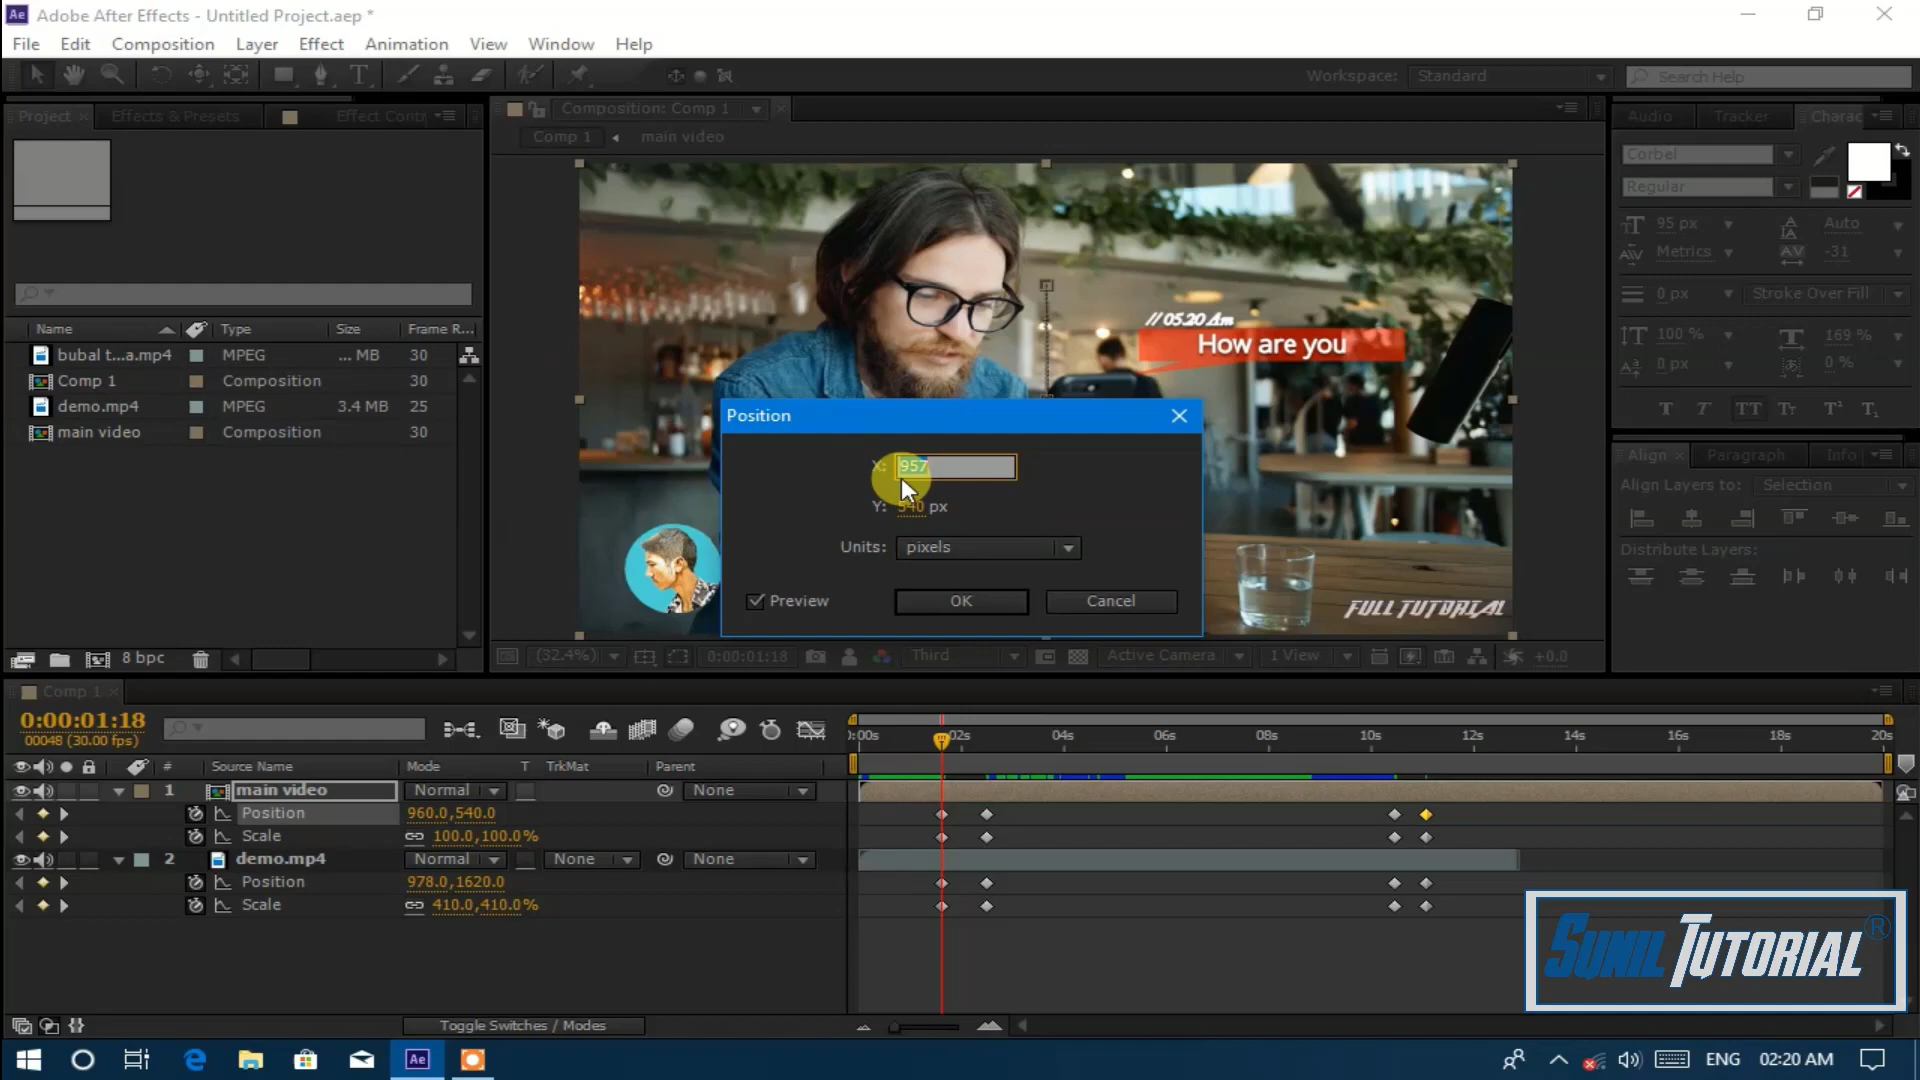 Ae Adobe After Effects - Untitled Project.aep *
File Edit Composition Layer Effect Animation View Window Help
Workspace: Standard Search Help
Project Effects & Presets Effect Contr
Composition: Comp 1
Comp 1 main video
Audio Tracker Charac
Corbel
Regular
95 px Auto
Metrics -31
0 px Stroke Over Fill
100 % 169 %
0 px 0 %
T T TT Tr T¹ T₁
Name Type Size Frame R...
bubal t...a.mp4 MPEG ... MB 30
Comp 1 Composition 30
demo.mp4 MPEG 3.4 MB 25
main video Composition 30
8 bpc
// 05.20 Am
How are you
FULL TUTORIAL
Position
X: 957
Y: 540 px
Units: pixels
Preview OK Cancel
Align Paragraph Info
Align Layers to: Selection
Distribute Layers:
(32.4%) 0:00:01:18 Third Active Camera 1 View +0.0
Comp 1
0:00:01:18
00048 (30.00 fps)
):00s 02s 04s 06s 08s 10s 12s 14s 16s 18s 20s
# Source Name Mode T TrkMat Parent
1 main video Normal None
Position 960.0,540.0
Scale 100.0,100.0%
2 demo.mp4 Normal None None
Position 978.0,1620.0
Scale 410.0,410.0%
Toggle Switches / Modes
SUNIL TUTORIAL®
Ae ENG 02:20 AM